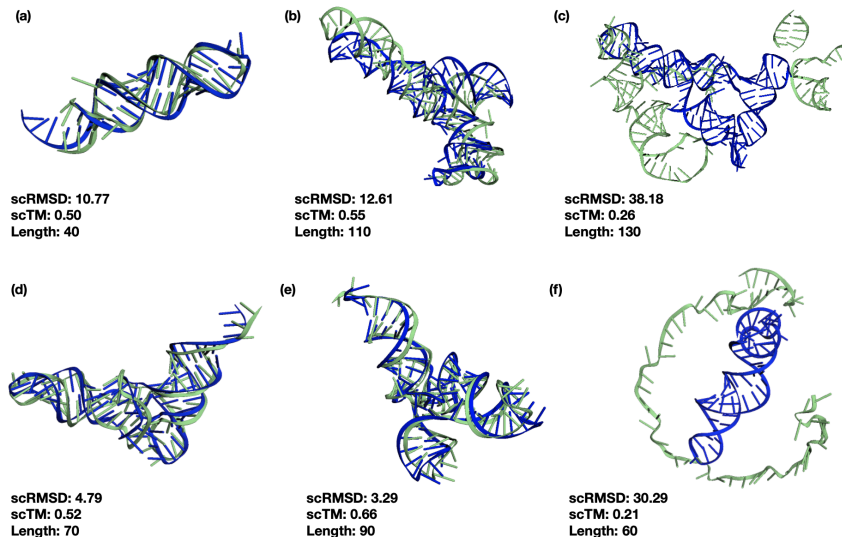 (a)
(b)
(c)
scRMSD: 10.77
scTM: 0.50
Length: 40
scRMSD: 12.61
scTM: 0.55
Length: 110
scRMSD: 38.18
scTM: 0.26
Length: 130
(d)
(e)
(f)
scRMSD: 4.79
scTM: 0.52
Length: 70
scRMSD: 3.29
scTM: 0.66
Length: 90
scRMSD: 30.29
scTM: 0.21
Length: 60